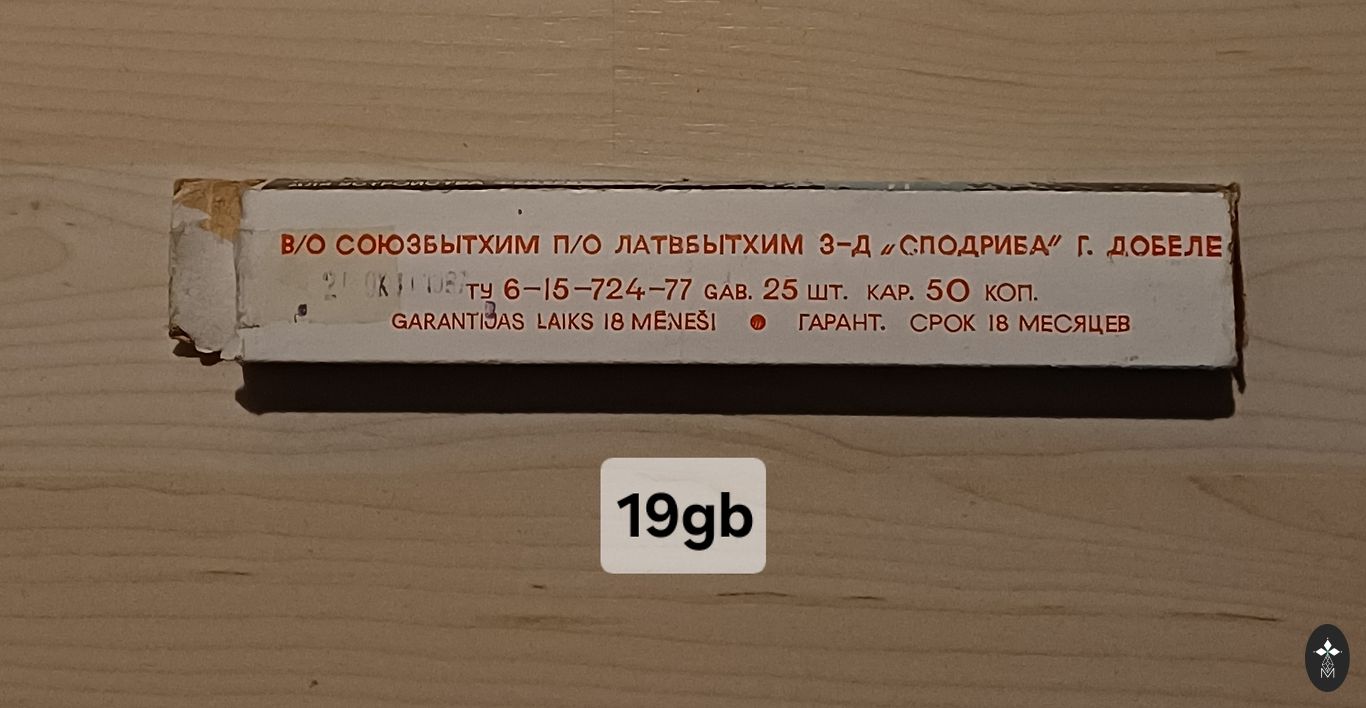 В/О СОЮЗБЫТХИМ П/О ЛАТВБЫТХИМ З-Д „СПОДРИБА" Г. ДОБЕЛЕ
ТУ 6-15-724-77 GAB. 25 ШТ. КАР. 50 КОП.
GARANTIJAS LAIKS 18 MĒNEŠI ● ГАРАНТ. СРОК 18 МЕСЯЦЕВ
19gb
M